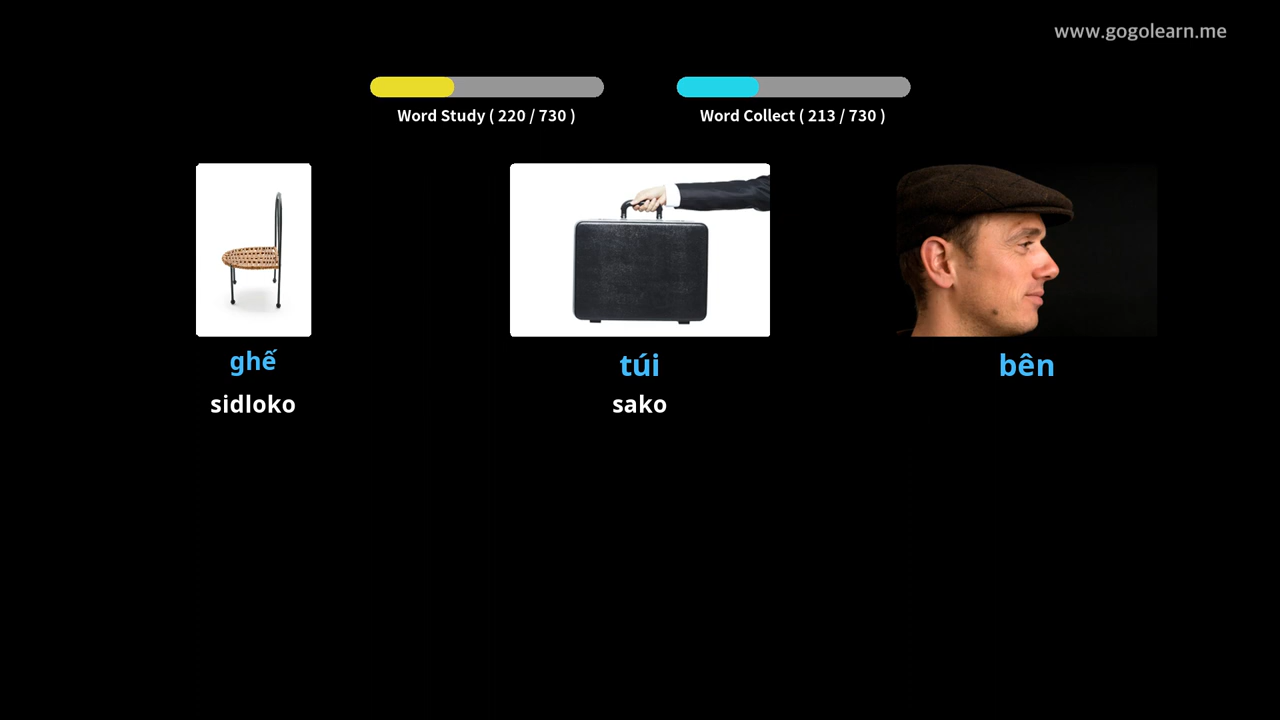 www.gogolearn.me
Word Study ( 220 / 730 )
Word Collect ( 213 / 730 )
ghế
túi
bên
sidloko
sako